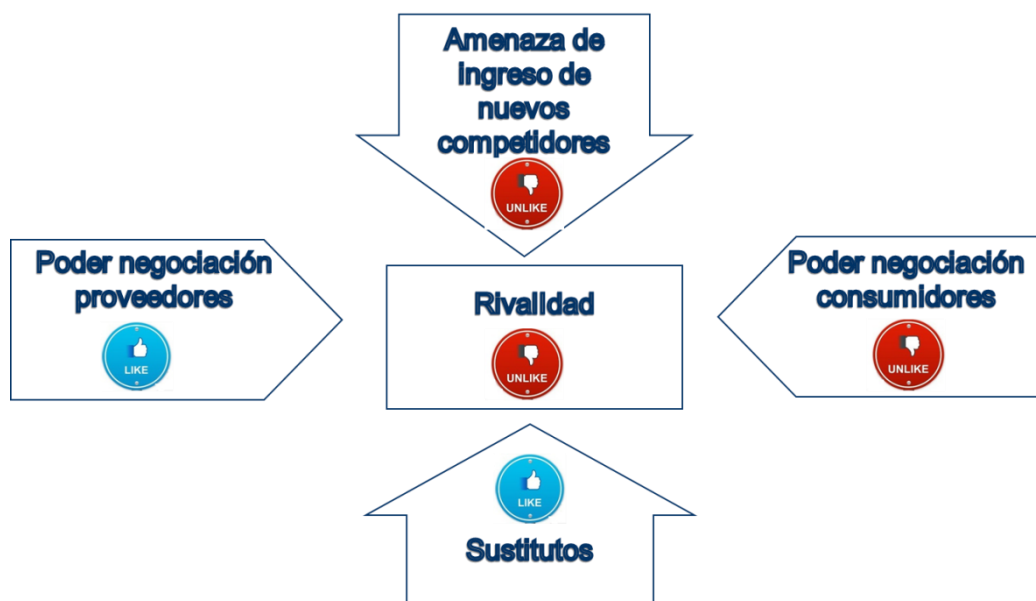 Amenaza de
ingreso de
nuevos
competidores
UNLIKE
Poder negociación
proveedores
LIKE
Rivalidad
UNLIKE
Poder negociación
consumidores
UNLIKE
LIKE
Sustitutos